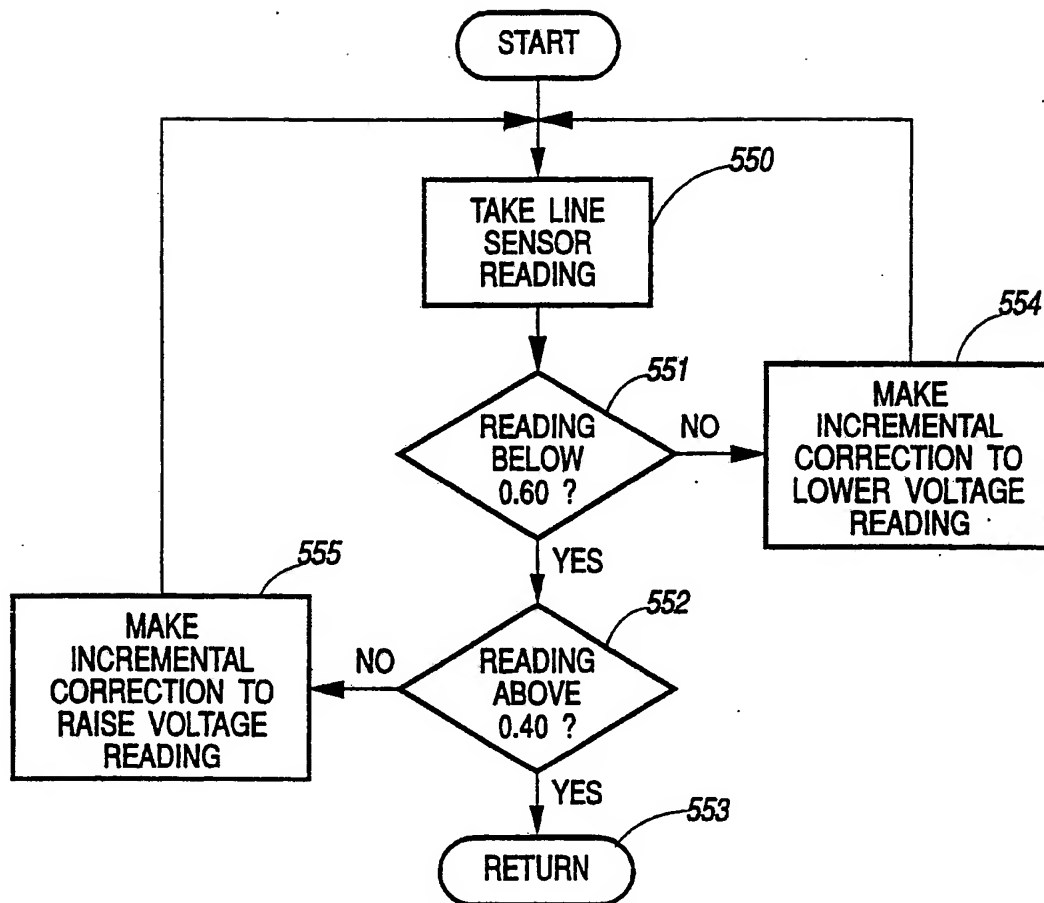 START
550
TAKE LINE
SENSOR
READING
551
READING
BELOW
0.60 ?
NO
554
MAKE
INCREMENTAL
CORRECTION TO
LOWER VOLTAGE
READING
YES
555
MAKE
INCREMENTAL
CORRECTION TO
RAISE VOLTAGE
READING
NO
552
READING
ABOVE
0.40 ?
YES
553
RETURN